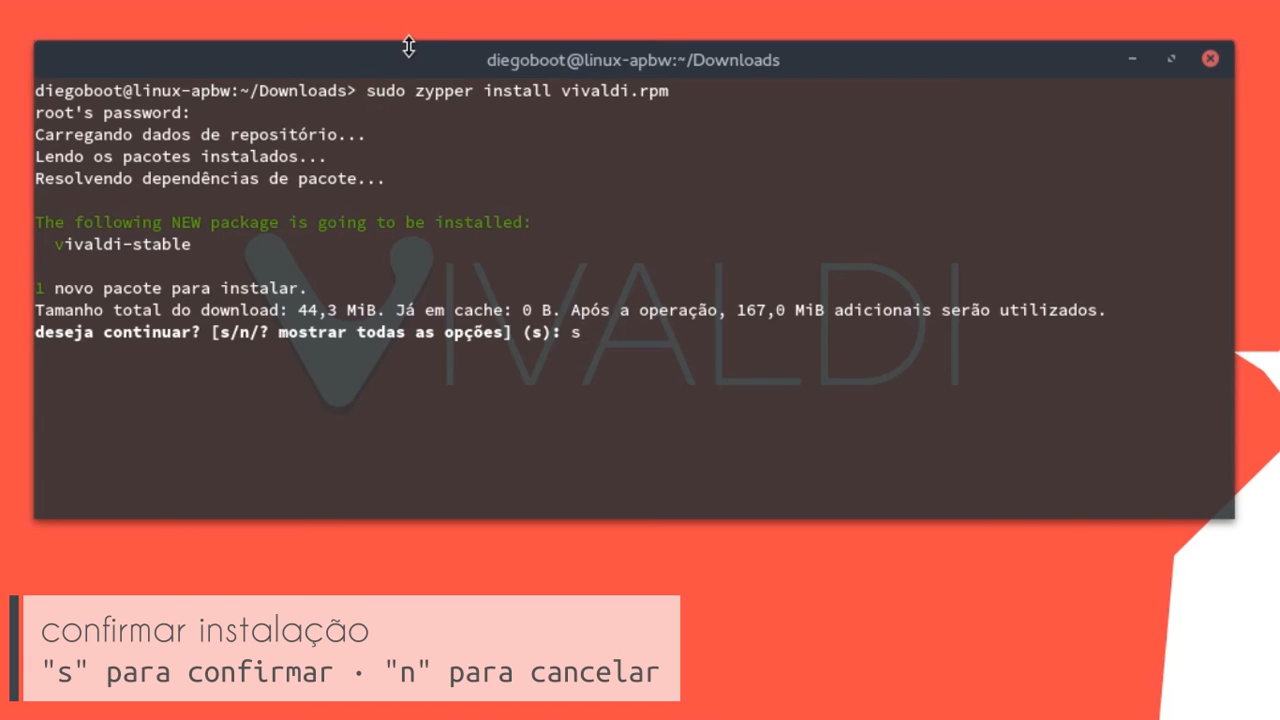 diegoboot@linux-apbw:~/Downloads
diegoboot@linux-apbw:~/Downloads> sudo zypper install vivaldi.rpm
root's password:
Carregando dados de repositório...
Lendo os pacotes instalados...
Resolvendo dependências de pacote...
The following NEW package is going to be installed:
vivaldi-stable
1 novo pacote para instalar.
Tamanho total do download: 44,3 MiB. Já em cache: 0 B. Após a operação, 167,0 MiB adicionais serão utilizados.
deseja continuar? [s/n/? mostrar todas as opções] (s): s
VIVALDI
confirmar instalação
"s" para confirmar · "n" para cancelar